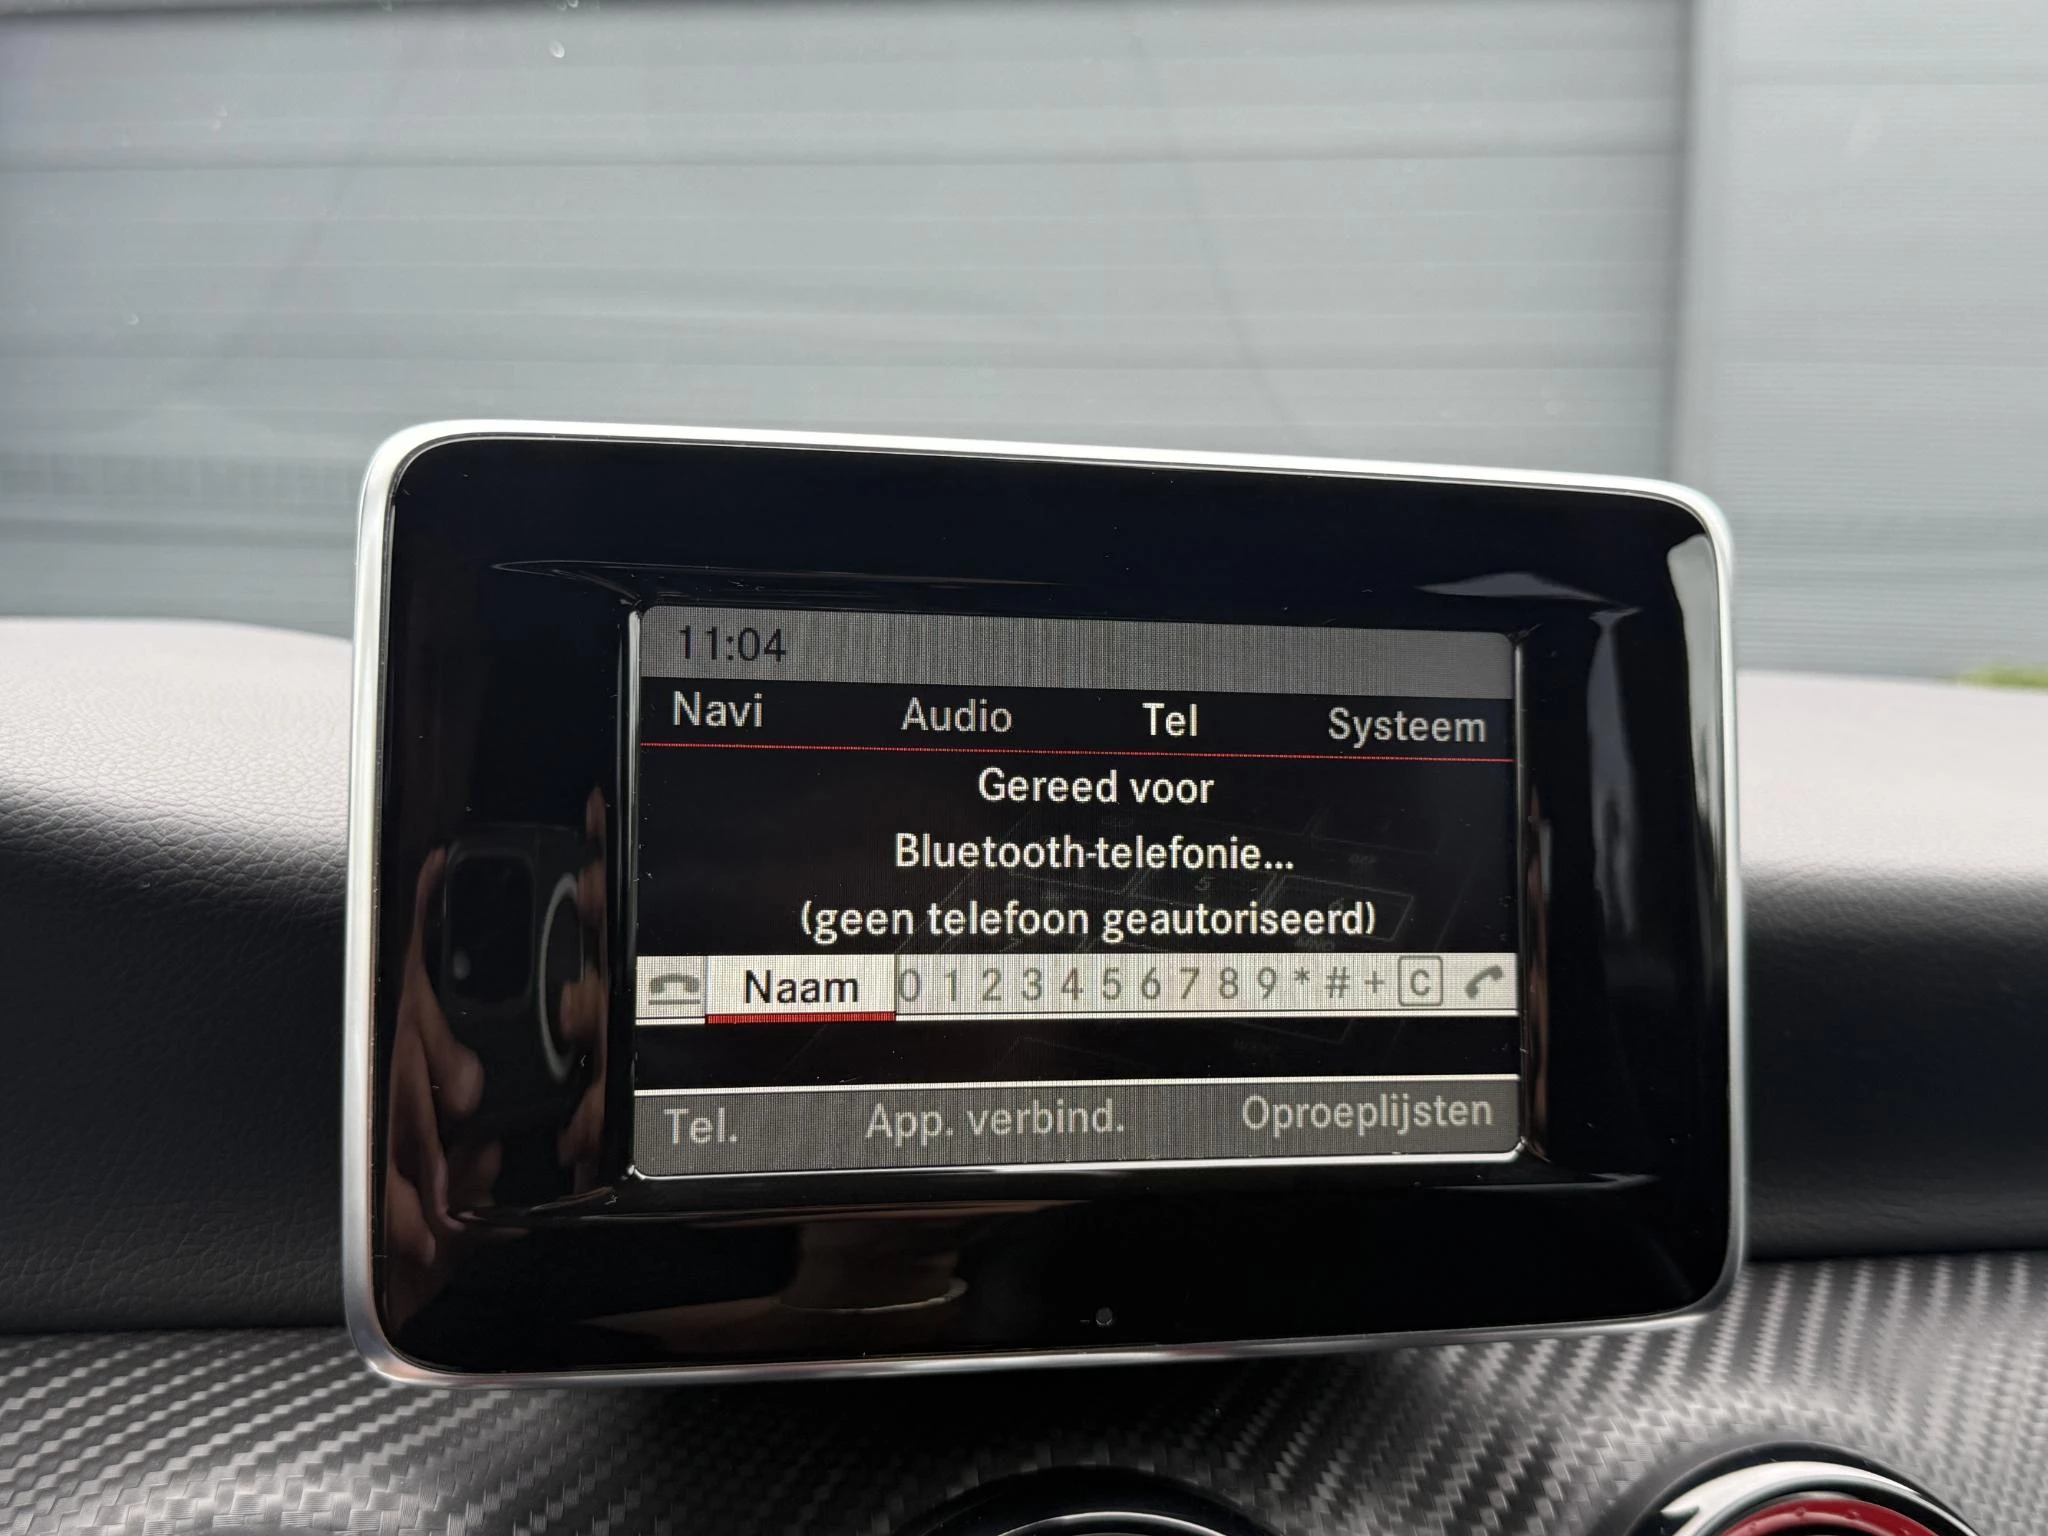 11:04
Navi Audio Tel Systeem
Gereed voor
Bluetooth-telefonie...
(geen telefoon geautoriseerd)
Naam 0 1 2 3 4 5 6 7 8 9 * # + C
Tel. App. verbind. Oproeplijsten